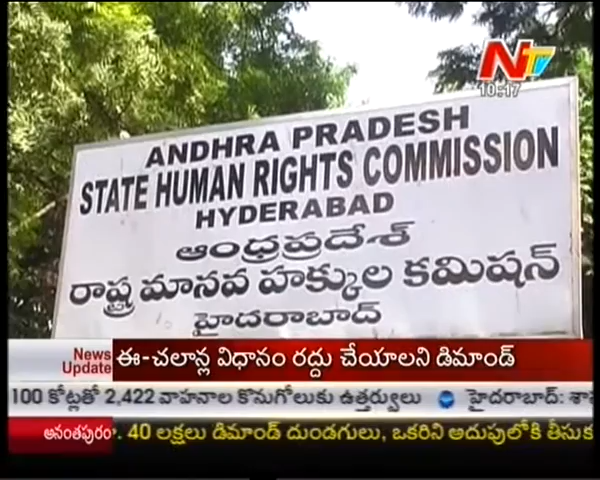 NTV
10:17
ANDHRA PRADESH
STATE HUMAN RIGHTS COMMISSION
HYDERABAD
ఆంధ్రప్రదేశ్
రాష్ట్ర మానవ హక్కుల కమిషన్
హైదరాబాద్
News Update
ఈ-చలాన్ల విధానం రద్దు చేయాలని డిమాండ్
100 కోట్లతో 2,422 వాహనాల కొనుగోలుకు ఉత్తర్వులు హైదరాబాద్:
అనంతపురం 40 లక్షలు డిమాండ్ దుండగులు, ఒకరిని అదుపులోకి